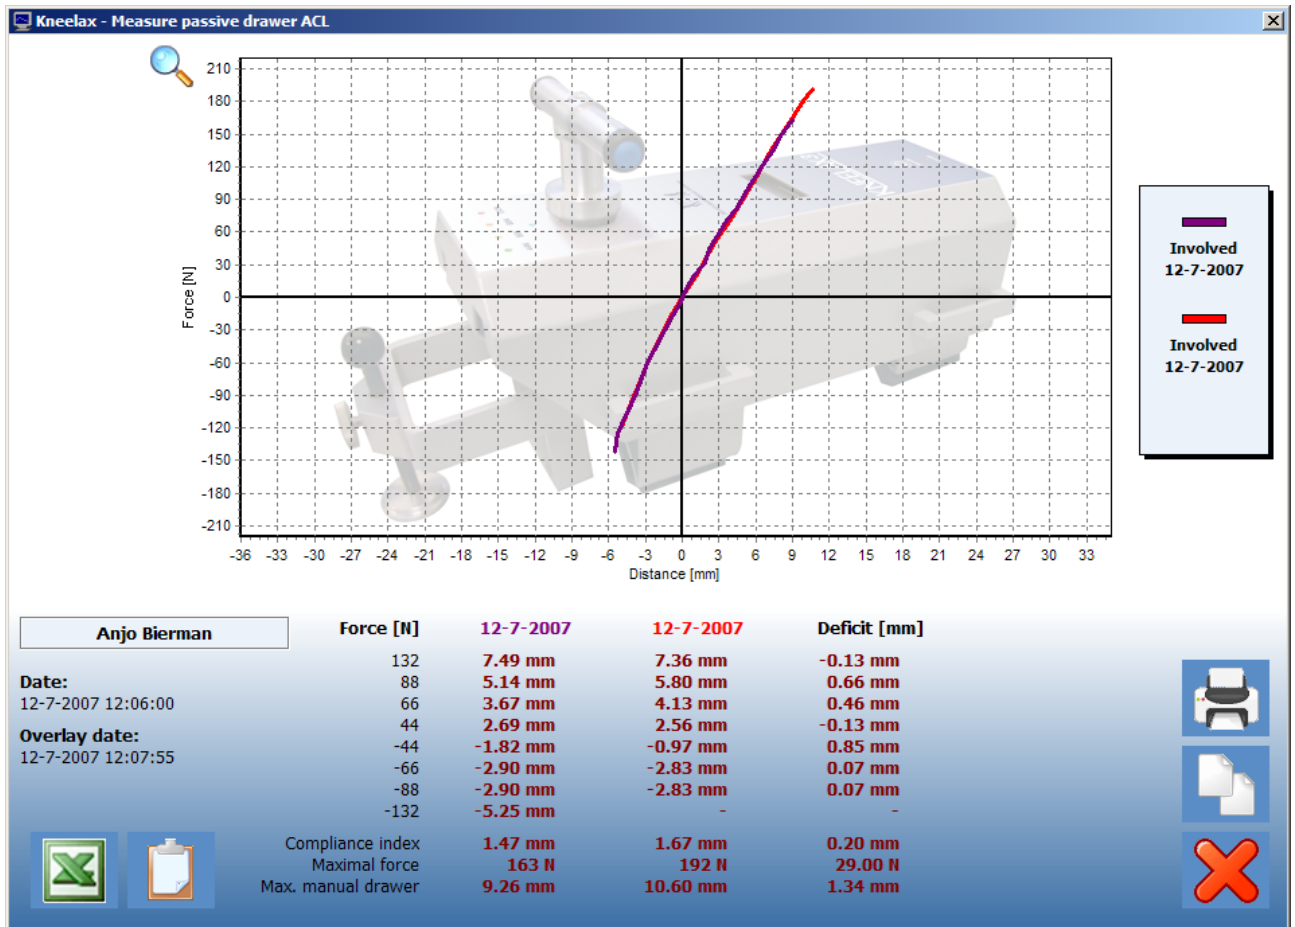 Kneelax - Measure passive drawer ACL
210
180
150
120
90
60
30
0
-30
-60
-90
-120
-150
-180
-210
Force [N]
-36 -33 -30 -27 -24 -21 -18 -15 -12 -9 -6 -3 0 3 6 9 12 15 18 21 24 27 30 33
Distance [mm]
Involved
12-7-2007
Involved
12-7-2007
Anjo Bierman
Date:
12-7-2007 12:06:00
Overlay date:
12-7-2007 12:07:55
Force [N] 12-7-2007 12-7-2007 Deficit [mm]
132 7.49 mm 7.36 mm -0.13 mm
88 5.14 mm 5.80 mm 0.66 mm
66 3.67 mm 4.13 mm 0.46 mm
44 2.69 mm 2.56 mm -0.13 mm
-44 -1.82 mm -0.97 mm 0.85 mm
-66 -2.90 mm -2.83 mm 0.07 mm
-88 -2.90 mm -2.83 mm 0.07 mm
-132 -5.25 mm - -
Compliance index 1.47 mm 1.67 mm 0.20 mm
Maximal force 163 N 192 N 29.00 N
Max. manual drawer 9.26 mm 10.60 mm 1.34 mm